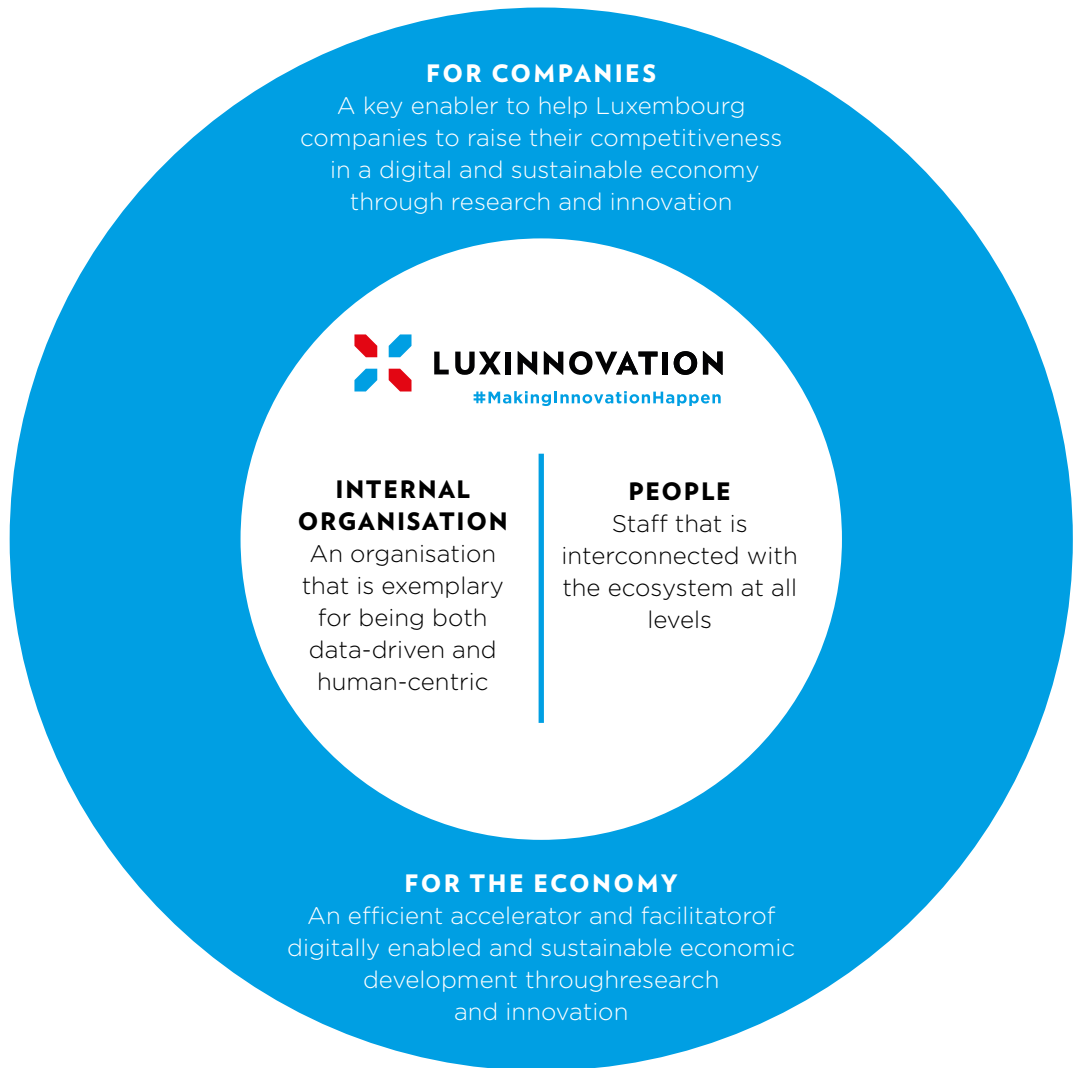 FOR COMPANIES
A key enabler to help Luxembourg
companies to raise their competitiveness
in a digital and sustainable economy
through research and innovation
LUXINNOVATION
#MakingInnovationHappen
INTERNAL
ORGANISATION
An organisation
that is exemplary
for being both
data-driven and
human-centric
PEOPLE
Staff that is
interconnected with
the ecosystem at all
levels
FOR THE ECONOMY
An efficient accelerator and facilitatorof
digitally enabled and sustainable economic
development throughresearch
and innovation